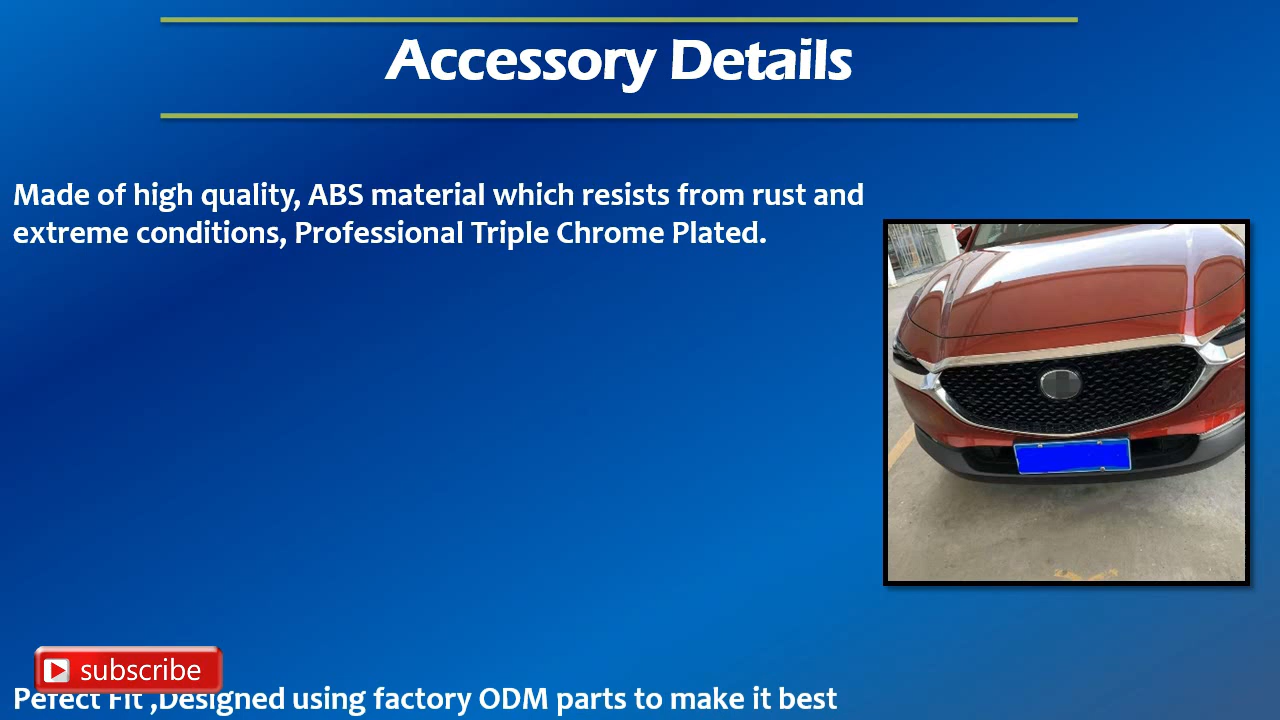 Accessory Details
Made of high quality, ABS material which resists from rust and
extreme conditions, Professional Triple Chrome Plated.
subscribe
Pefect Fit ,Designed using factory ODM parts to make it best